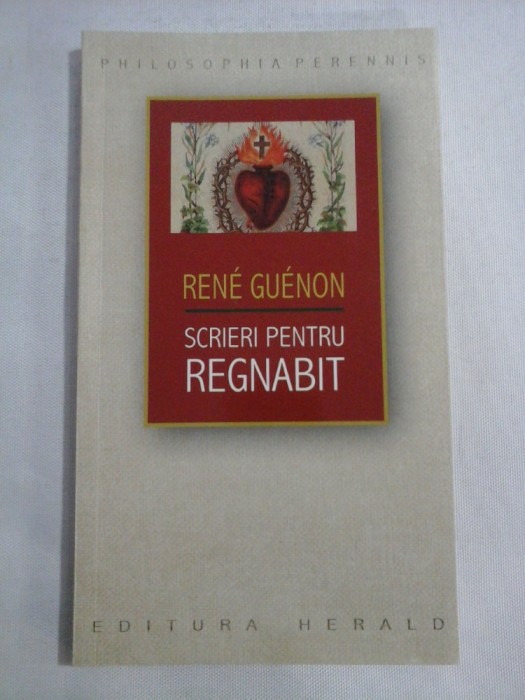 PHILOSOPHIA PERENNIS
RENÉ GUÉNON
SCRIERI PENTRU
REGNABIT
EDITURA HERALD